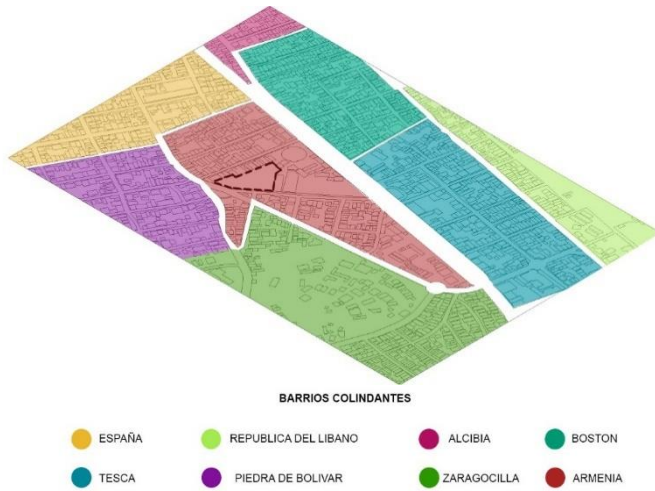 BARRIOS COLINDANTES
ESPAÑA
REPUBLICA DEL LIBANO
ALCIBIA
BOSTON
TESCA
PIEDRA DE BOLIVAR
ZARAGOCILLA
ARMENIA